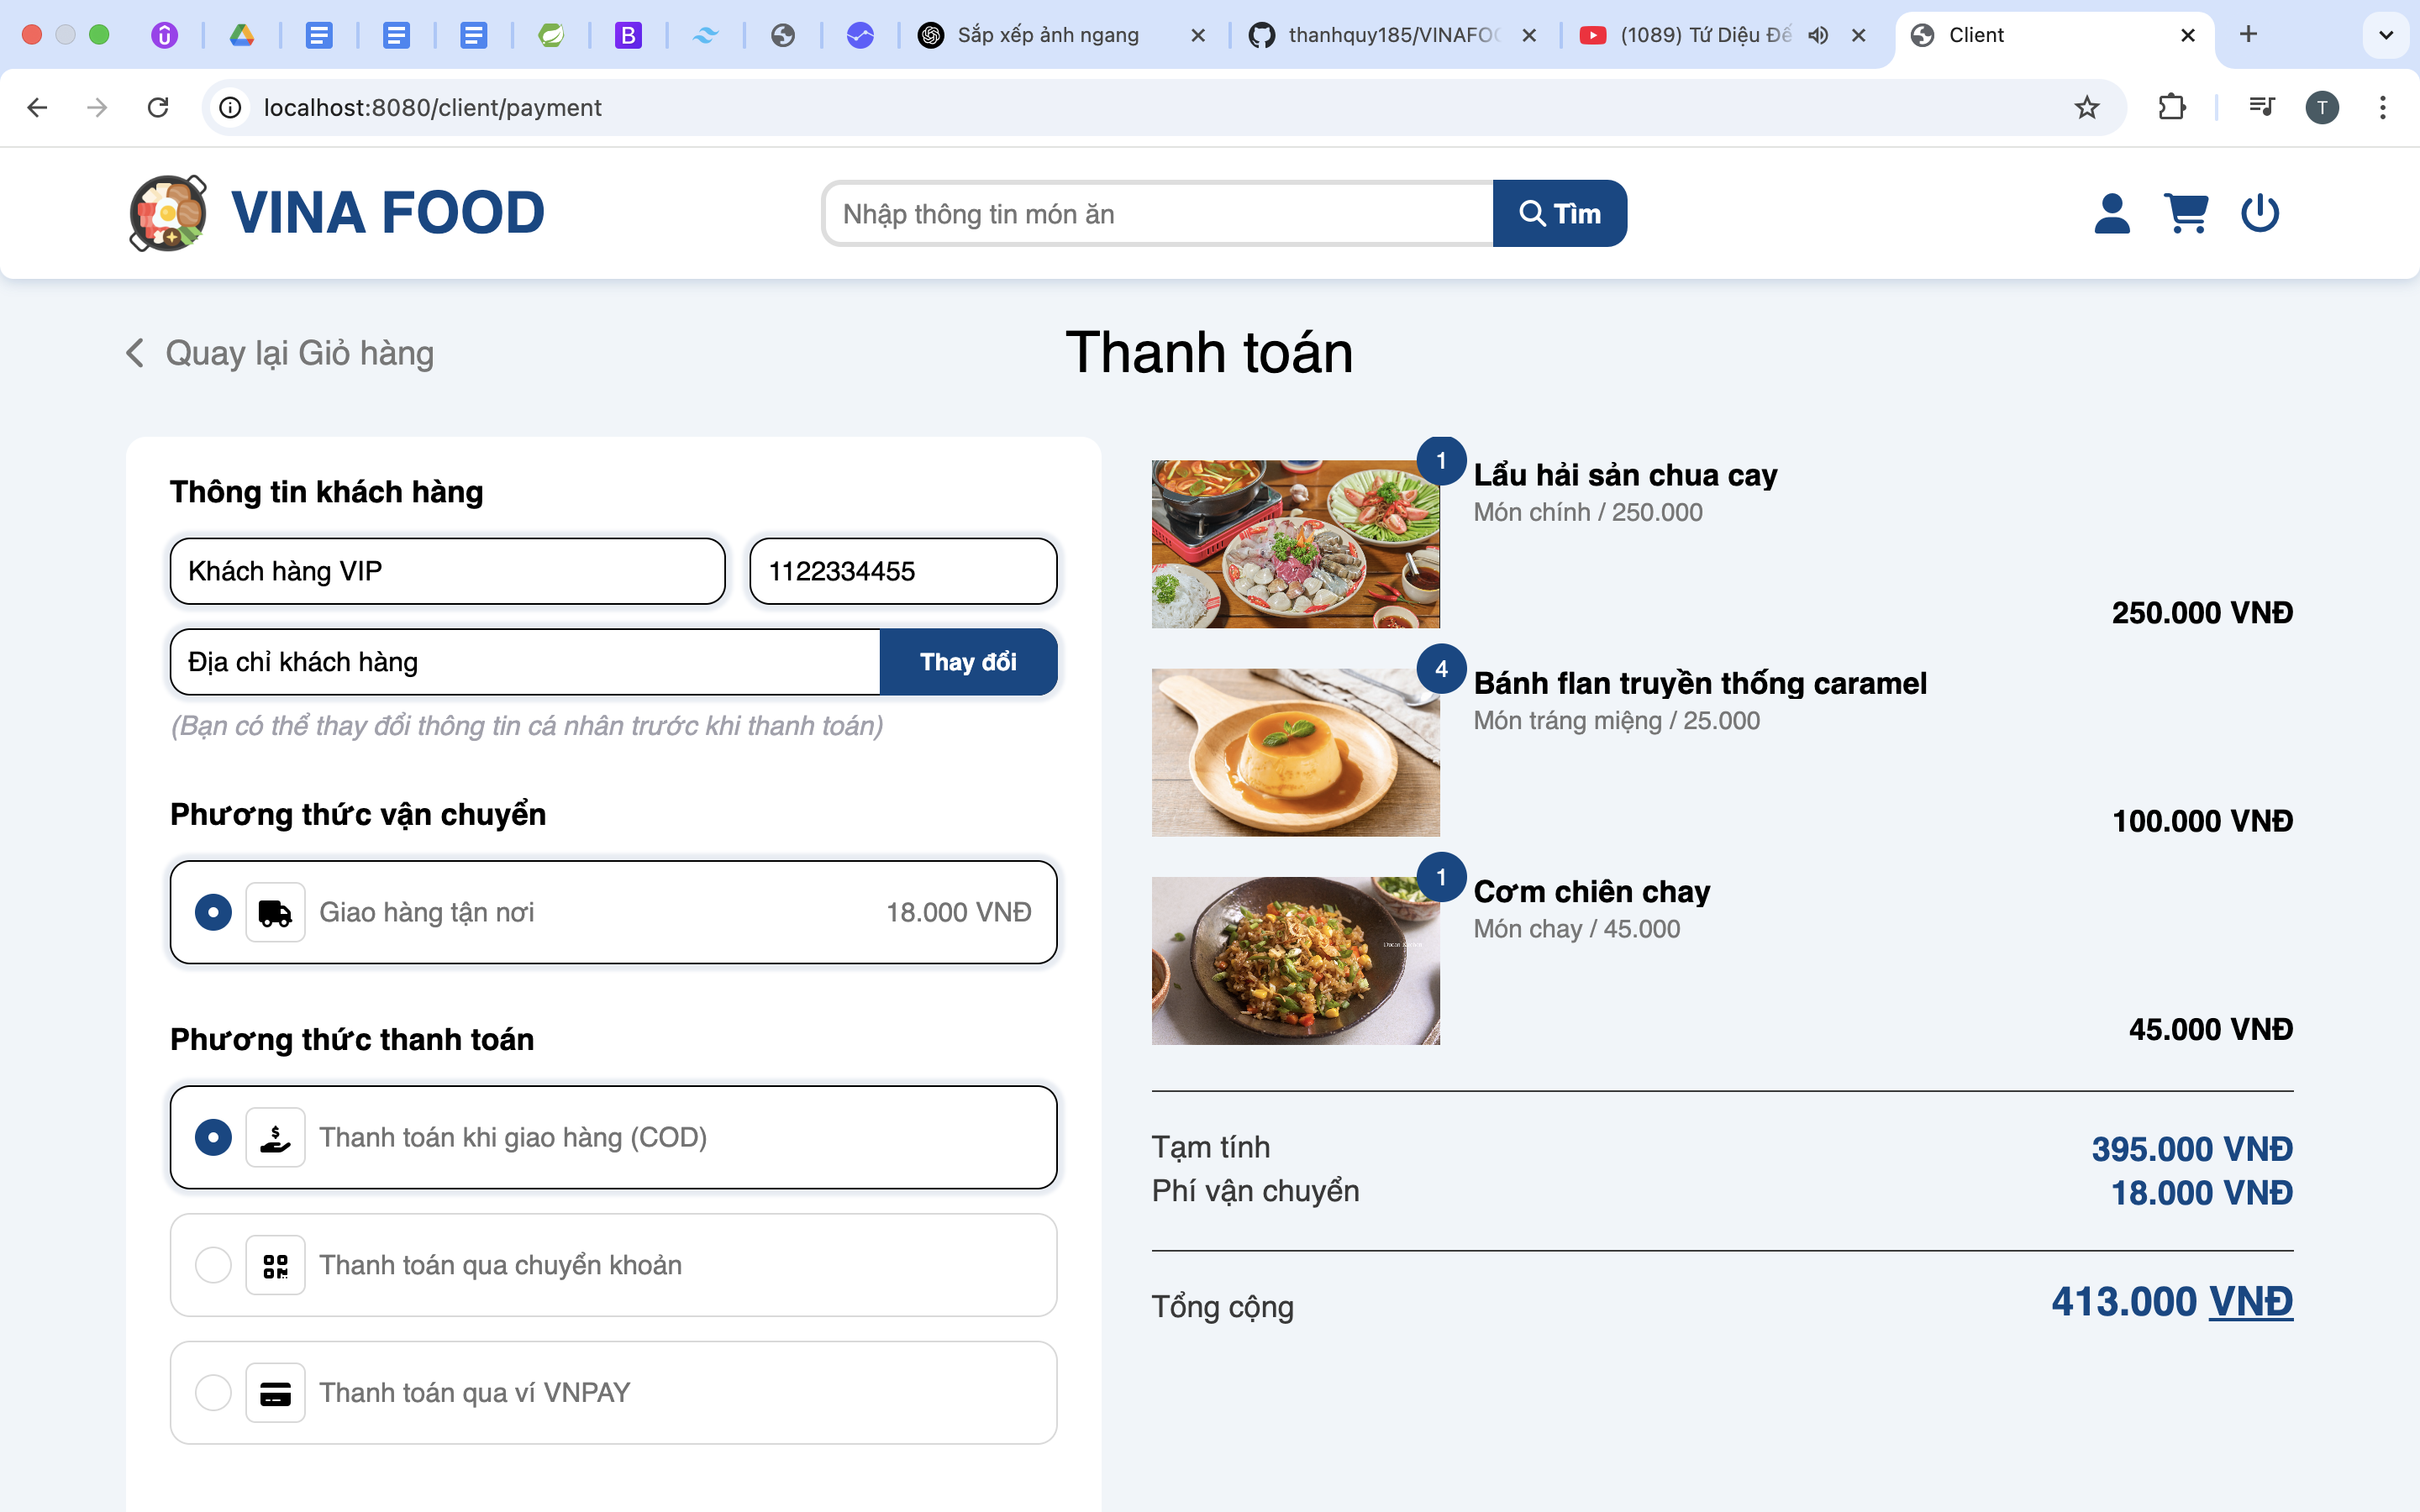 Sắp xếp ảnh ngang
thanhquy185/VINAFOO
(1089) Tứ Diệu Đế
Client
localhost:8080/client/payment
T
VINA FOOD
Nhập thông tin món ăn
Tìm
Quay lại Giỏ hàng
Thanh toán
Thông tin khách hàng
Khách hàng VIP
1122334455
Địa chỉ khách hàng
Thay đổi
(Bạn có thể thay đổi thông tin cá nhân trước khi thanh toán)
Phương thức vận chuyển
Giao hàng tận nơi
18.000 VNĐ
Phương thức thanh toán
Thanh toán khi giao hàng (COD)
Thanh toán qua chuyển khoản
Thanh toán qua ví VNPAY
1
Lẩu hải sản chua cay
Món chính / 250.000
250.000 VNĐ
4
Bánh flan truyền thống caramel
Món tráng miệng / 25.000
100.000 VNĐ
1
Cơm chiên chay
Món chay / 45.000
45.000 VNĐ
Tạm tính
395.000 VNĐ
Phí vận chuyển
18.000 VNĐ
Tổng cộng
413.000 VNĐ